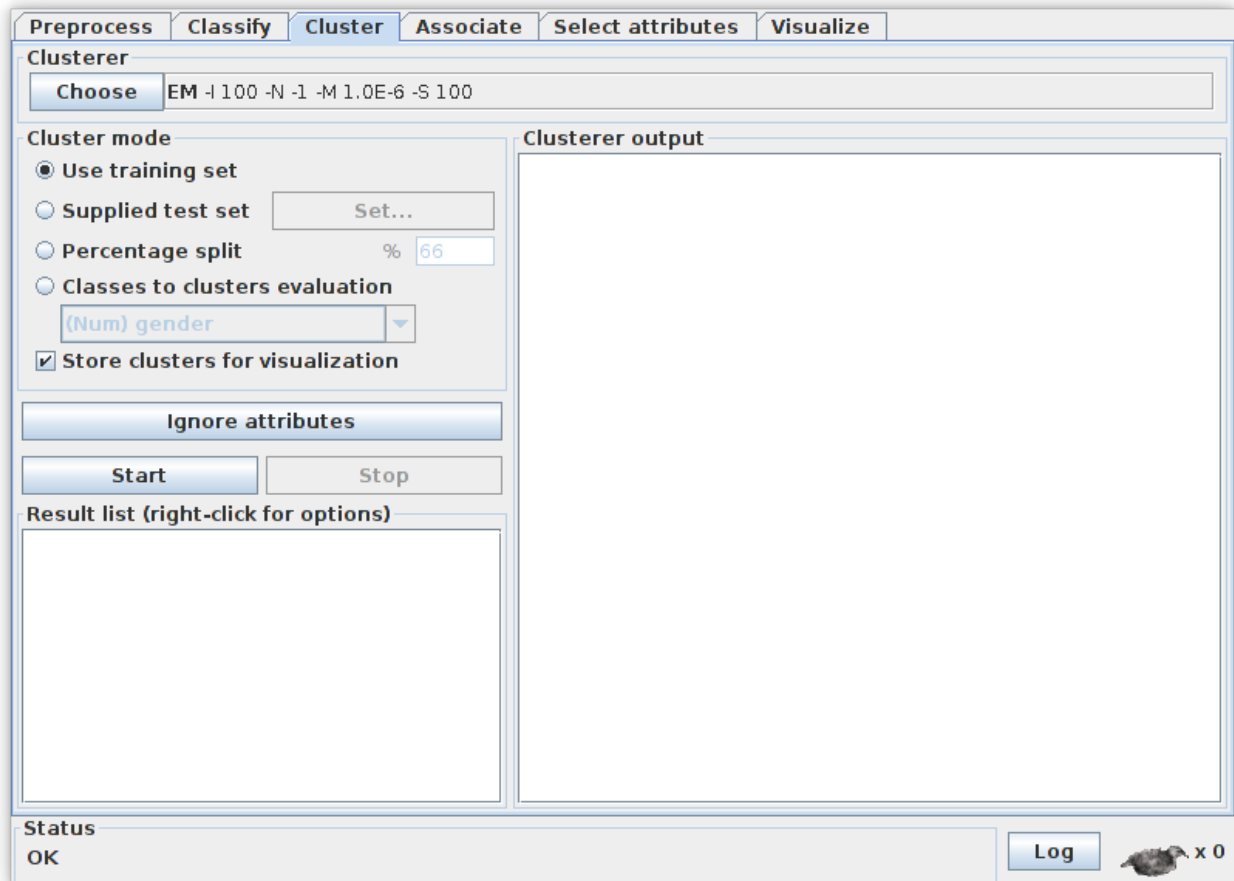 Preprocess Classify Cluster Associate Select attributes Visualize
Clusterer
Choose EM -I 100 -N -1 -M 1.0E-6 -S 100
Cluster mode
Use training set
Supplied test set Set...
Percentage split % 66
Classes to clusters evaluation
(Num) gender
Store clusters for visualization
Ignore attributes
Start Stop
Result list (right-click for options)
Clusterer output
Status
OK
Log x 0